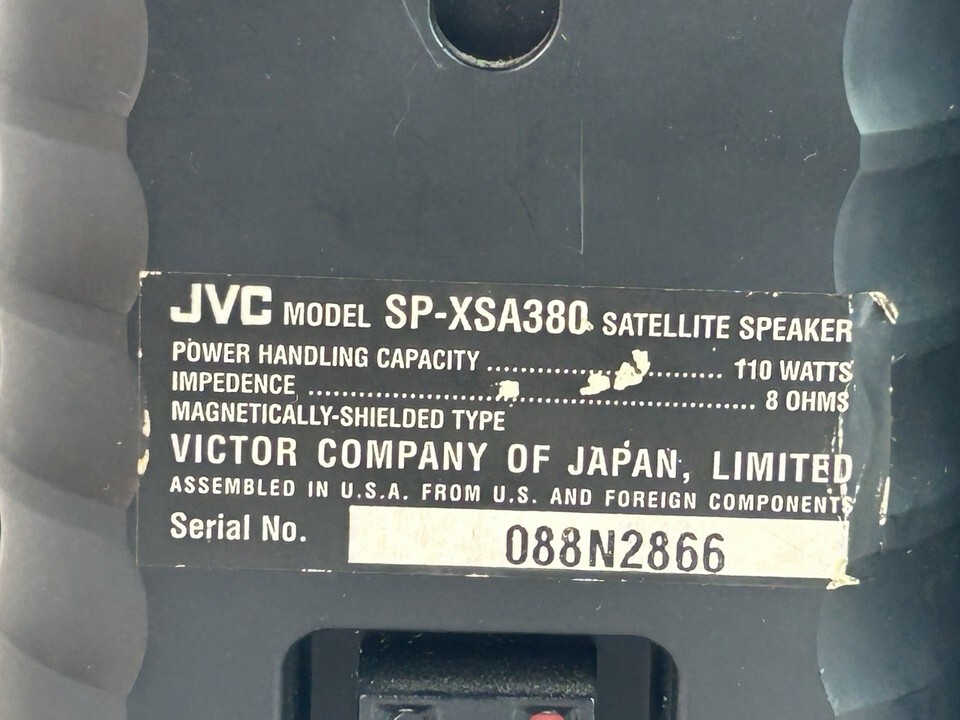 JVC MODEL SP-XSA380 SATELLITE SPEAKER
POWER HANDLING CAPACITY ........................... 110 WATTS
IMPEDENCE ........................................................ 8 OHMS
MAGNETICALLY-SHIELDED TYPE
VICTOR COMPANY OF JAPAN, LIMITED
ASSEMBLED IN U.S.A. FROM U.S. AND FOREIGN COMPONENTS
Serial No. 088N2866